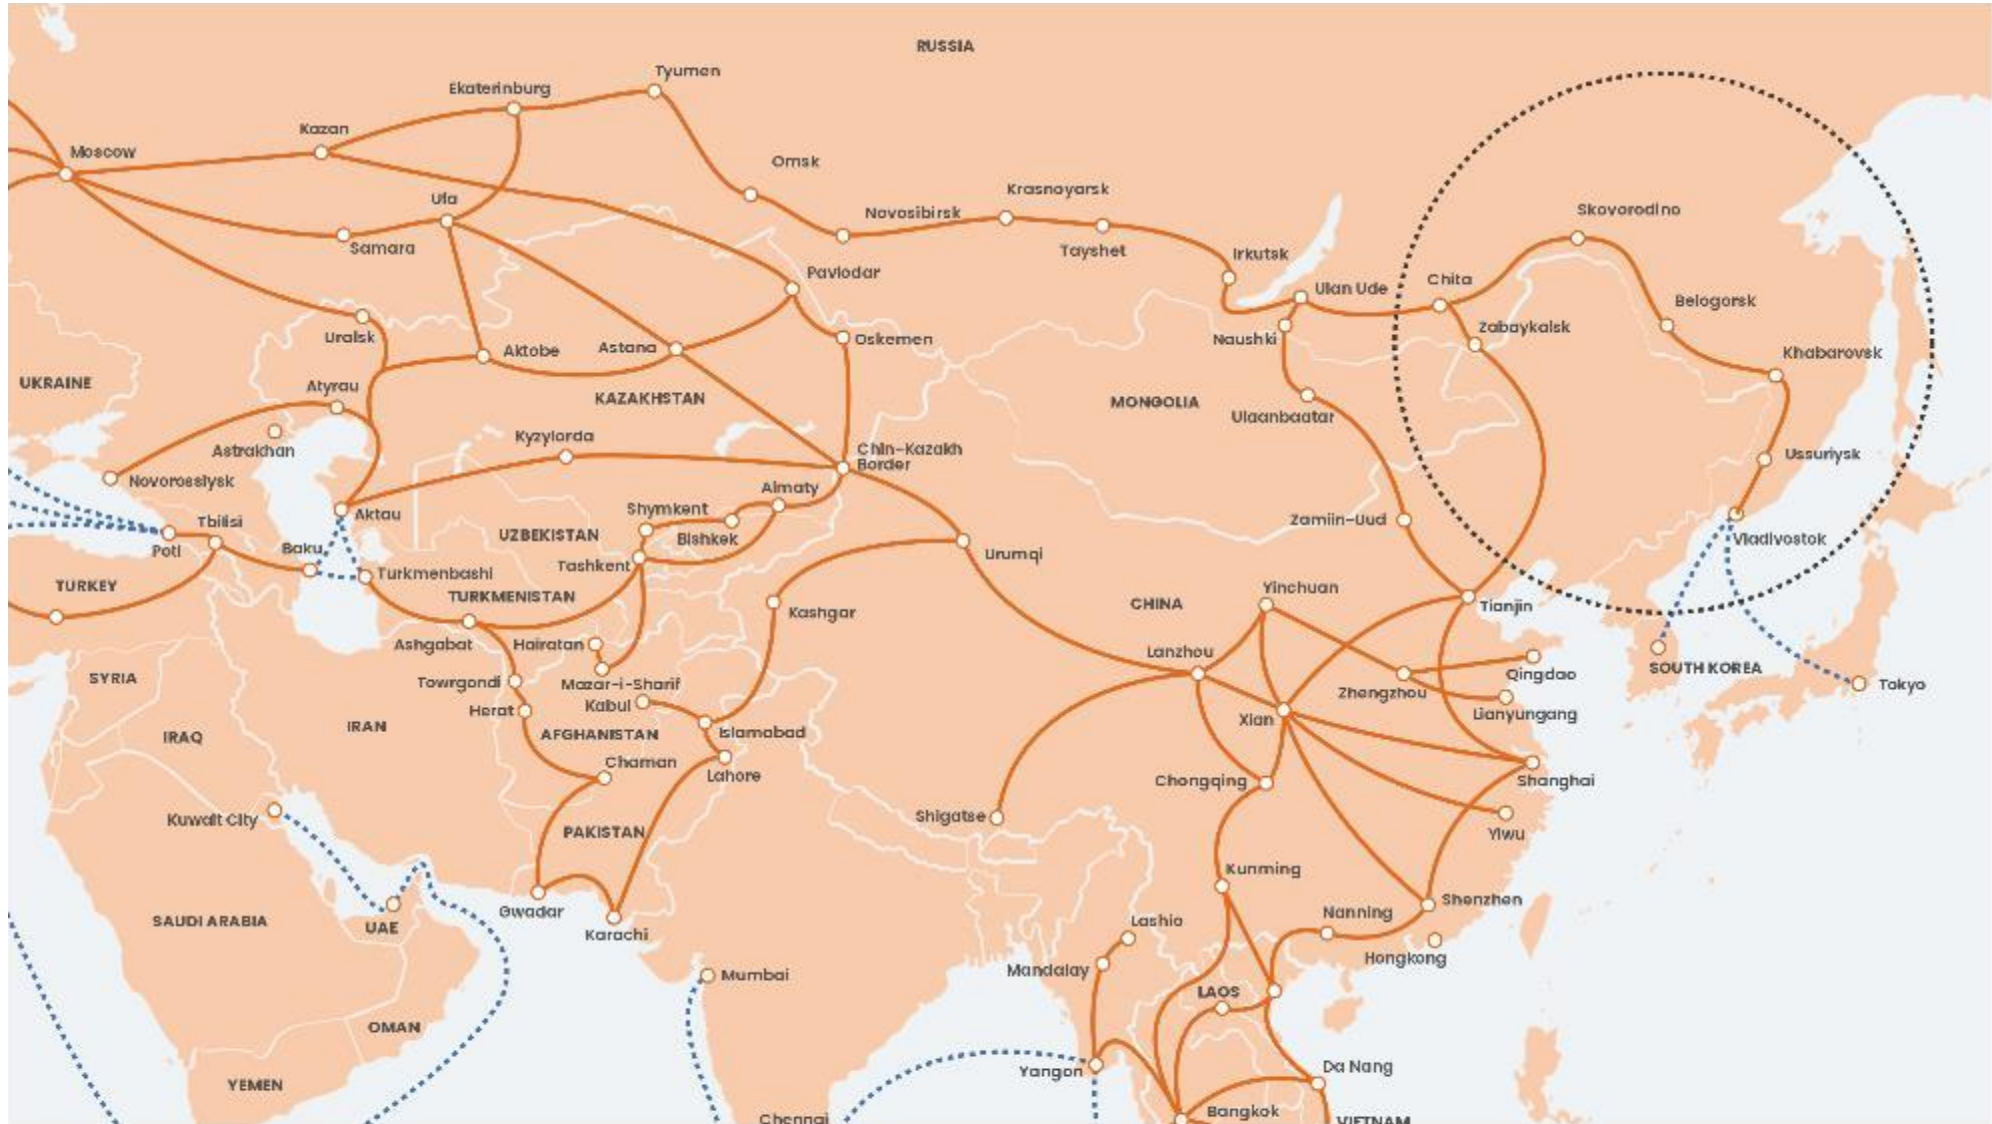 RUSSIA
Tyumen
Ekaterinburg
Kazan
Moscow
Omsk
Krasnoyarsk
Ufa
Novosibirsk
Skovorodino
Samara
Tayshet
Irkutsk
Pavlodar
Chita
Ulan Ude
Belogorsk
Zabaykalsk
Uralsk
Naushki
Aktobe
Astana
Oskemen
Khabarovsk
UKRAINE
Atyrau
KAZAKHSTAN
MONGOLIA
Ulaanbaatar
Kyzylorda
Astrakhan
Chin-Kazakh
Border
Ussuriysk
Novorossiysk
Almaty
Aktau
Shymkent
Tbilisi
Zamiin-Uud
UZBEKISTAN
Bishkek
Vladivostok
Poti
Baku
Urumqi
Tashkent
Turkmenbashi
TURKEY
TURKMENISTAN
Yinchuan
CHINA
Tianjin
Kashgar
Ashgabat
Hairatan
Lanzhou
SOUTH KOREA
SYRIA
Towrgondi
Mazar-i-Sharif
Qingdao
Tokyo
Zhengzhou
Kabul
Herat
Lianyungang
Xian
IRAN
IRAQ
AFGHANISTAN
Islamabad
Chaman
Lahore
Chongqing
Shanghai
Kuwait City
Shigatse
PAKISTAN
Yiwu
Kunming
Shenzhen
Gwadar
Nanning
SAUDI ARABIA
UAE
Karachi
Lashio
Hongkong
Mandalay
Mumbai
LAOS
OMAN
Da Nang
Yangon
YEMEN
Bangkok
Chennai
VIETNAM